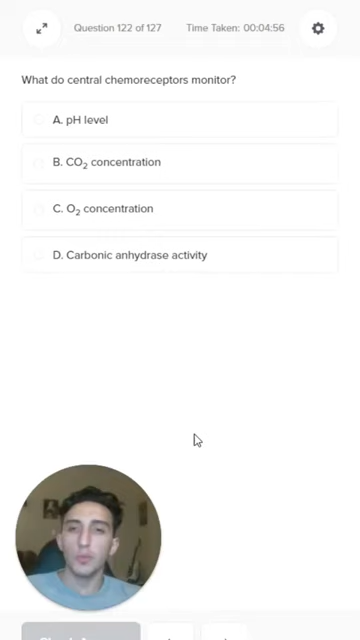 Question 122 of 127 Time Taken: 00:04:56
What do central chemoreceptors monitor?
A. pH level
B. CO₂ concentration
C. O₂ concentration
D. Carbonic anhydrase activity